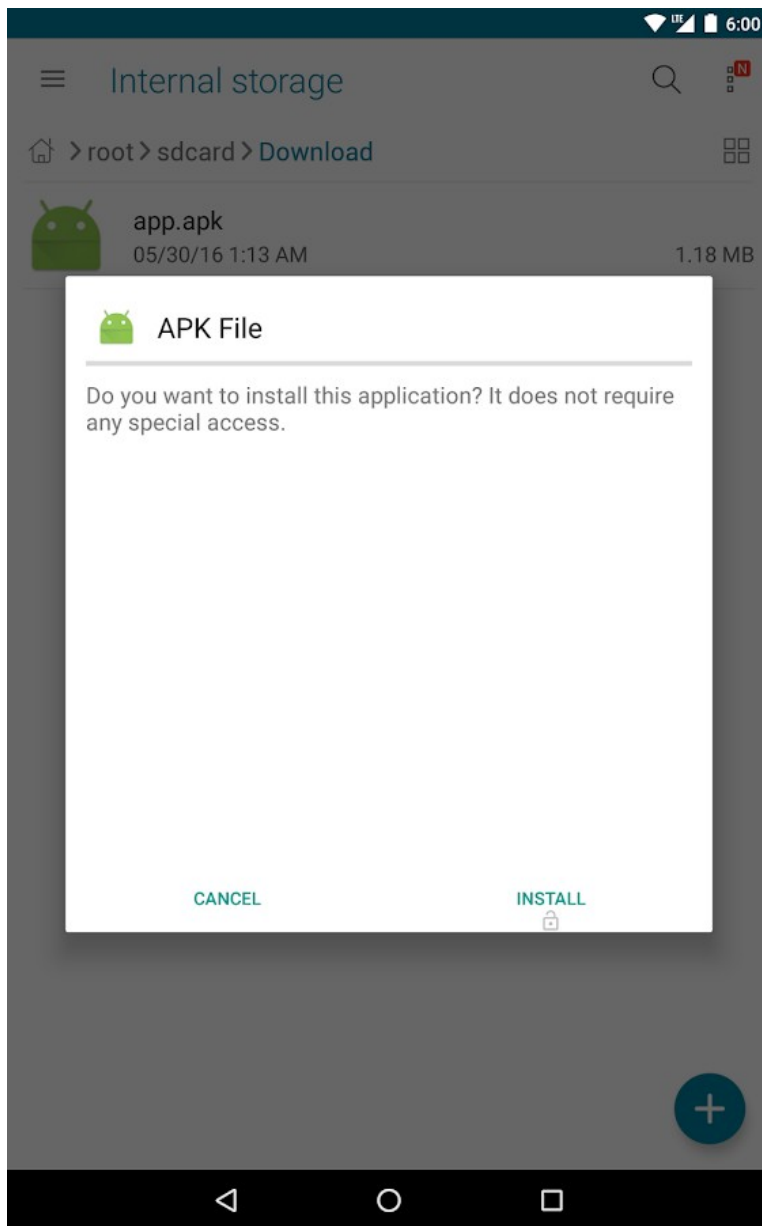 LTE 6:00
Internal storage
N
root sdcard Download
app.apk
05/30/16 1:13 AM
1.18 MB
APK File
Do you want to install this application? It does not require
any special access.
CANCEL
INSTALL